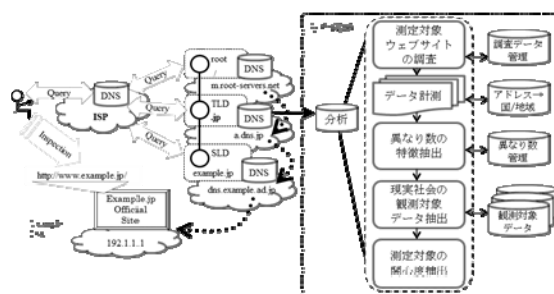 root
DNS
m.root-servers.net
Query
Query
DNS
ISP
Query
Query
TLD
.jp
DNS
a.dns.jp
SLD
example.jp
DNS
dns.example.ad.jp
Inspection
http://www.example.jp/
Example.jp
Official
Site
192.1.1.1
分析
測定対象
ウェブサイト
の調査
調査データ
管理
データ計測
アドレス→
国/地域
異なり数の
特徴抽出
異なり数
管理
現実社会の
観測対象
データ抽出
観測対象
データ
測定対象の
関心度抽出